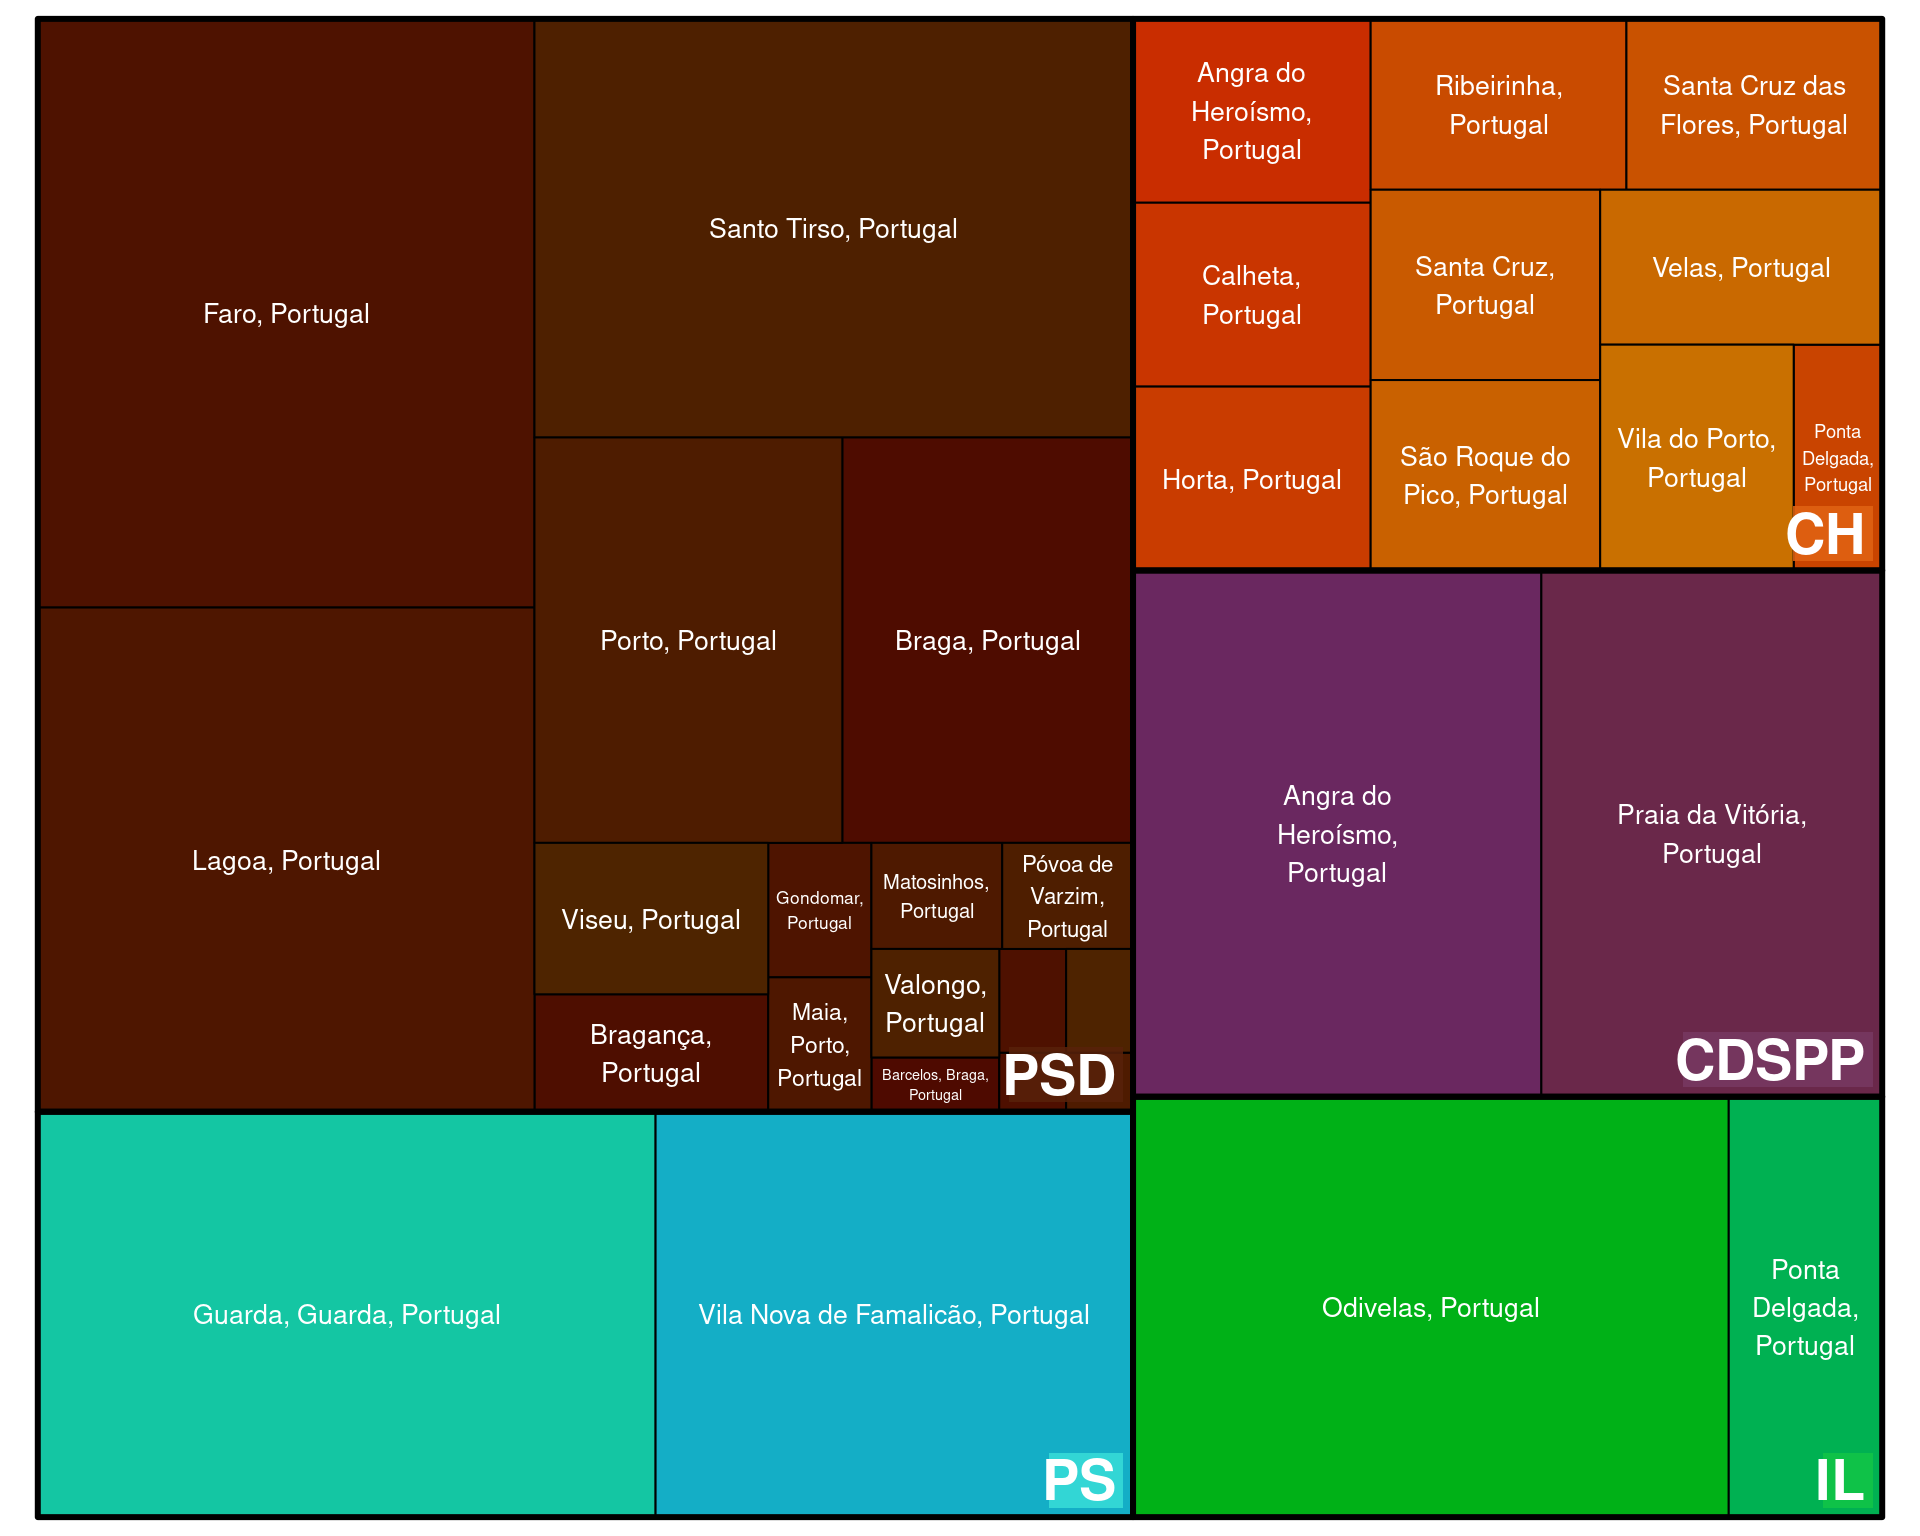 Faro, Portugal
Lagoa, Portugal
Santo Tirso, Portugal
Porto, Portugal
Braga, Portugal
Viseu, Portugal
Bragança,
Portugal
Gondomar,
Portugal
Maia,
Porto,
Portugal
Matosinhos,
Portugal
Póvoa de
Varzim,
Portugal
Valongo,
Portugal
Barcelos, Braga,
Portugal
PSD
Guarda, Guarda, Portugal
Vila Nova de Famalicão, Portugal
PS
Angra do
Heroísmo,
Portugal
Calheta,
Portugal
Horta, Portugal
Ribeirinha,
Portugal
Santa Cruz das
Flores, Portugal
Santa Cruz,
Portugal
Velas, Portugal
São Roque do
Pico, Portugal
Vila do Porto,
Portugal
Ponta
Delgada,
Portugal
CH
Angra do
Heroísmo,
Portugal
Praia da Vitória,
Portugal
CDSPP
Odivelas, Portugal
Ponta
Delgada,
Portugal
IL